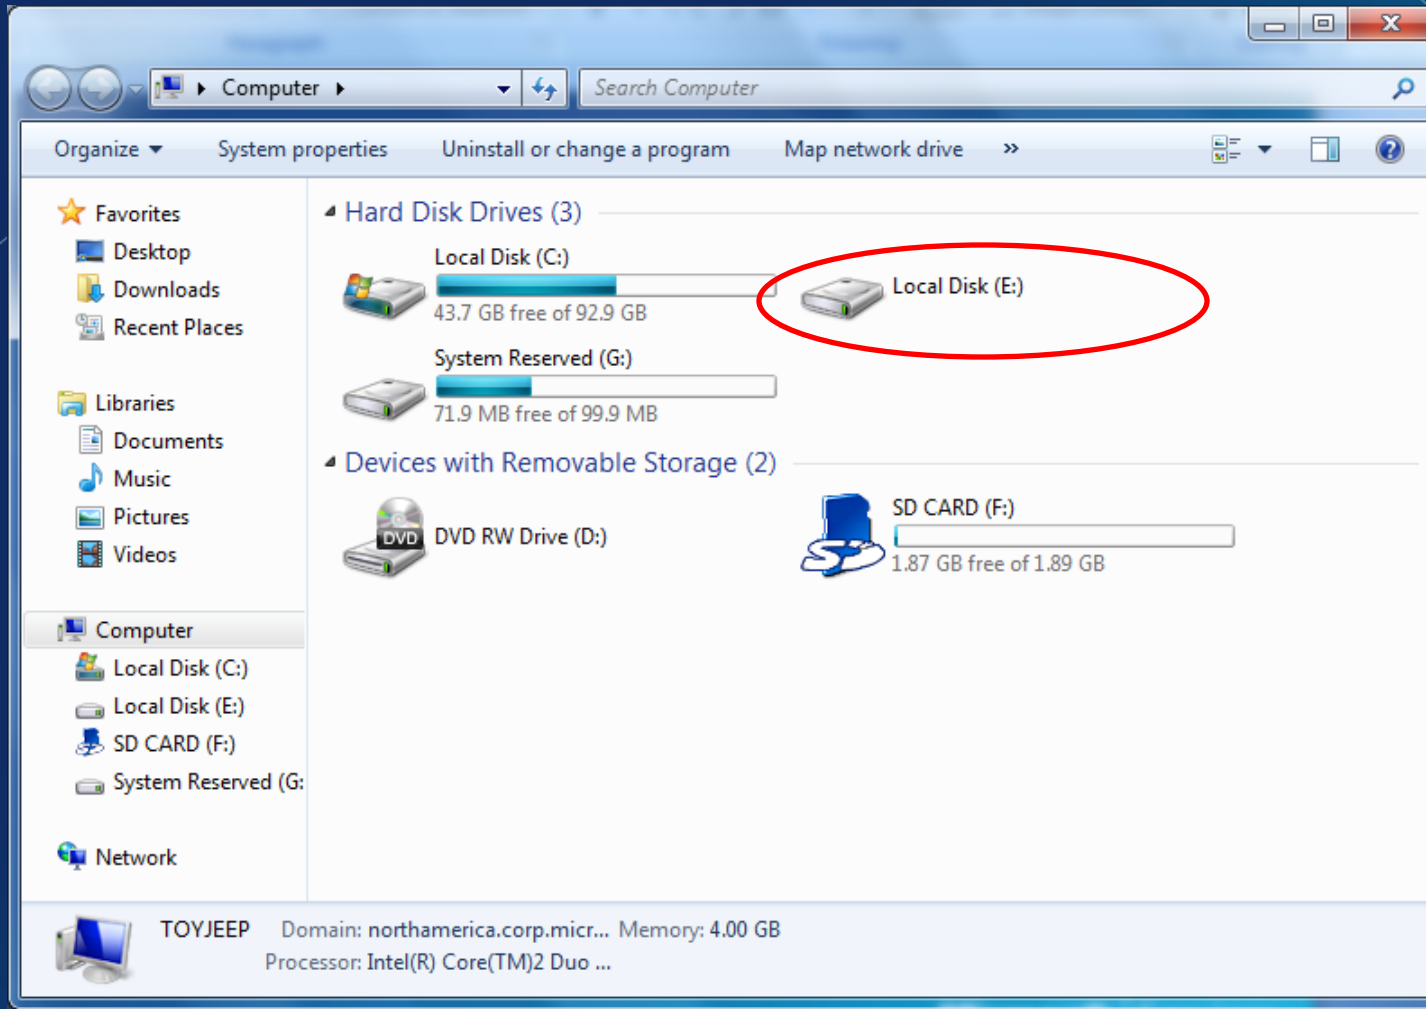 Computer
Search Computer
Organize System properties Uninstall or change a program Map network drive »
Favorites
Desktop
Downloads
Recent Places
Libraries
Documents
Music
Pictures
Videos
Computer
Local Disk (C:)
Local Disk (E:)
SD CARD (F:)
System Reserved (G:
Network
Hard Disk Drives (3)
Local Disk (C:)
43.7 GB free of 92.9 GB
Local Disk (E:)
System Reserved (G:)
71.9 MB free of 99.9 MB
Devices with Removable Storage (2)
DVD
DVD RW Drive (D:)
SD CARD (F:)
1.87 GB free of 1.89 GB
TOYJEEP Domain: northamerica.corp.micr... Memory: 4.00 GB
Processor: Intel(R) Core(TM)2 Duo ...